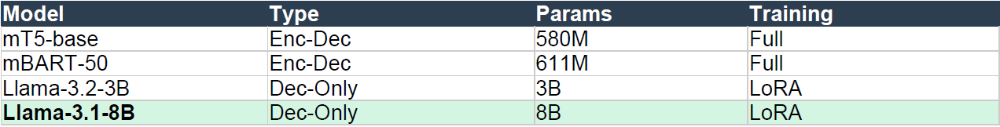 Model Type Params Training
mT5-base Enc-Dec 580M Full
mBART-50 Enc-Dec 611M Full
Llama-3.2-3B Dec-Only 3B LoRA
Llama-3.1-8B Dec-Only 8B LoRA